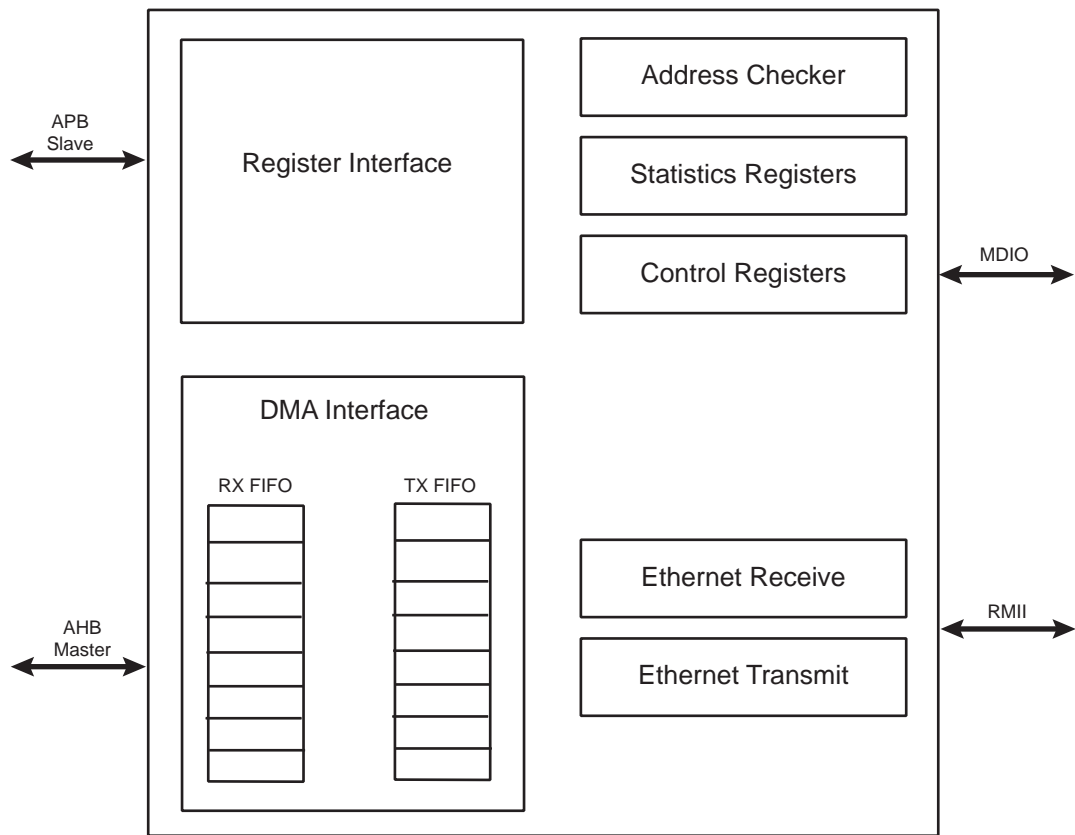 APB
Slave
Register Interface
Address Checker
Statistics Registers
Control Registers
MDIO
DMA Interface
RX FIFO
TX FIFO
AHB
Master
Ethernet Receive
Ethernet Transmit
RMII